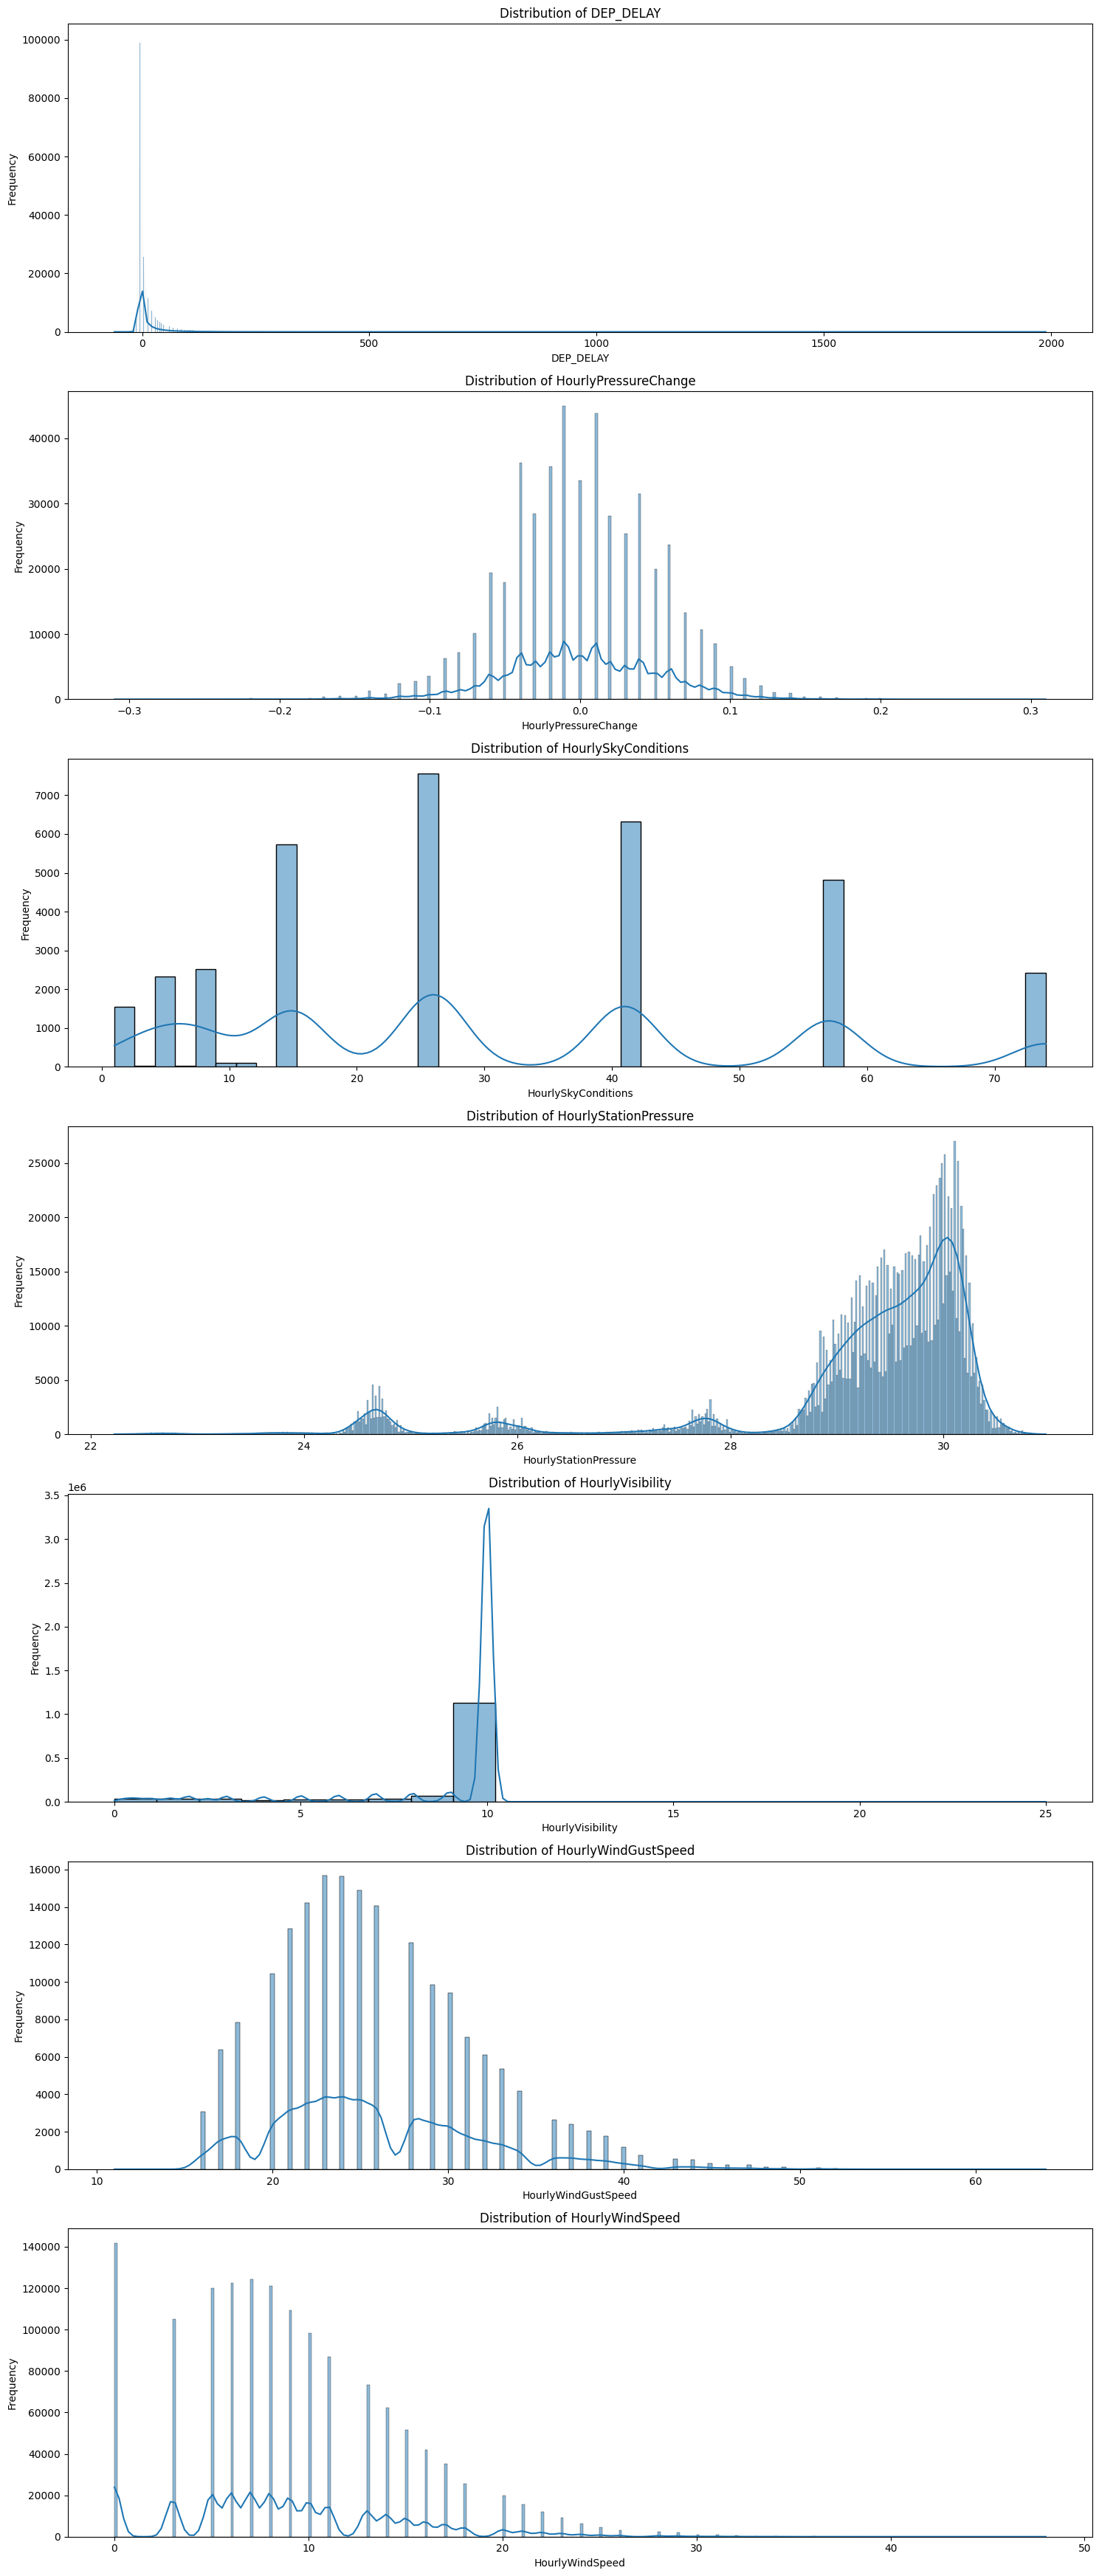 Distribution of DEP_DELAY
100000
80000
60000
40000
20000
0
Frequency
0 500 1000 1500 2000
DEP_DELAY
Distribution of HourlyPressureChange
40000
30000
20000
10000
0
Frequency
−0.3 −0.2 −0.1 0.0 0.1 0.2 0.3
HourlyPressureChange
Distribution of HourlySkyConditions
7000
6000
5000
4000
3000
2000
1000
0
Frequency
0 10 20 30 40 50 60 70
HourlySkyConditions
Distribution of HourlyStationPressure
25000
20000
15000
10000
5000
0
Frequency
22 24 26 28 30
HourlyStationPressure
Distribution of HourlyVisibility
1e6
3.5
3.0
2.5
2.0
1.5
1.0
0.5
0.0
Frequency
0 5 10 15 20 25
HourlyVisibility
Distribution of HourlyWindGustSpeed
16000
14000
12000
10000
8000
6000
4000
2000
0
Frequency
10 20 30 40 50 60
HourlyWindGustSpeed
Distribution of HourlyWindSpeed
140000
120000
100000
80000
60000
40000
20000
0
Frequency
0 10 20 30 40 50
HourlyWindSpeed